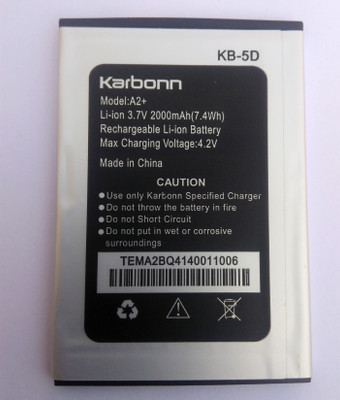 KB-5D
Karbonn
Model:A2+
Li-ion 3.7V 2000mAh(7.4Wh)
Rechargeable Li-ion Battery
Max Charging Voltage:4.2V
Made in China
CAUTION
● Use only Karbonn Specified Charger
● Do not throw the battery in fire
● Do not Short Circuit
● Do not put in wet or corrosive
surroundings
TEMA2BQ4140011006